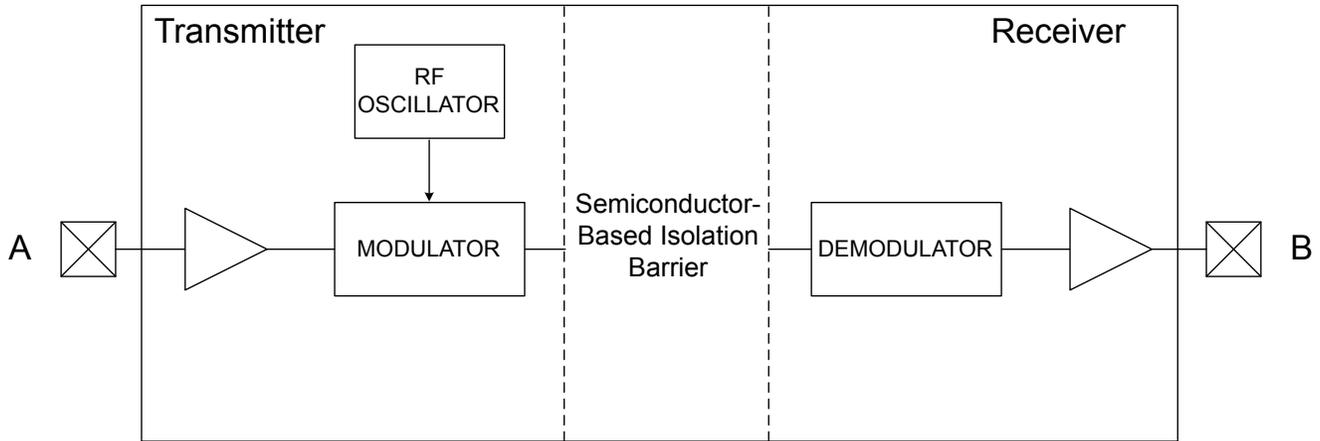 Transmitter
Receiver
RF
OSCILLATOR
A
MODULATOR
Semiconductor-
Based Isolation
Barrier
DEMODULATOR
B